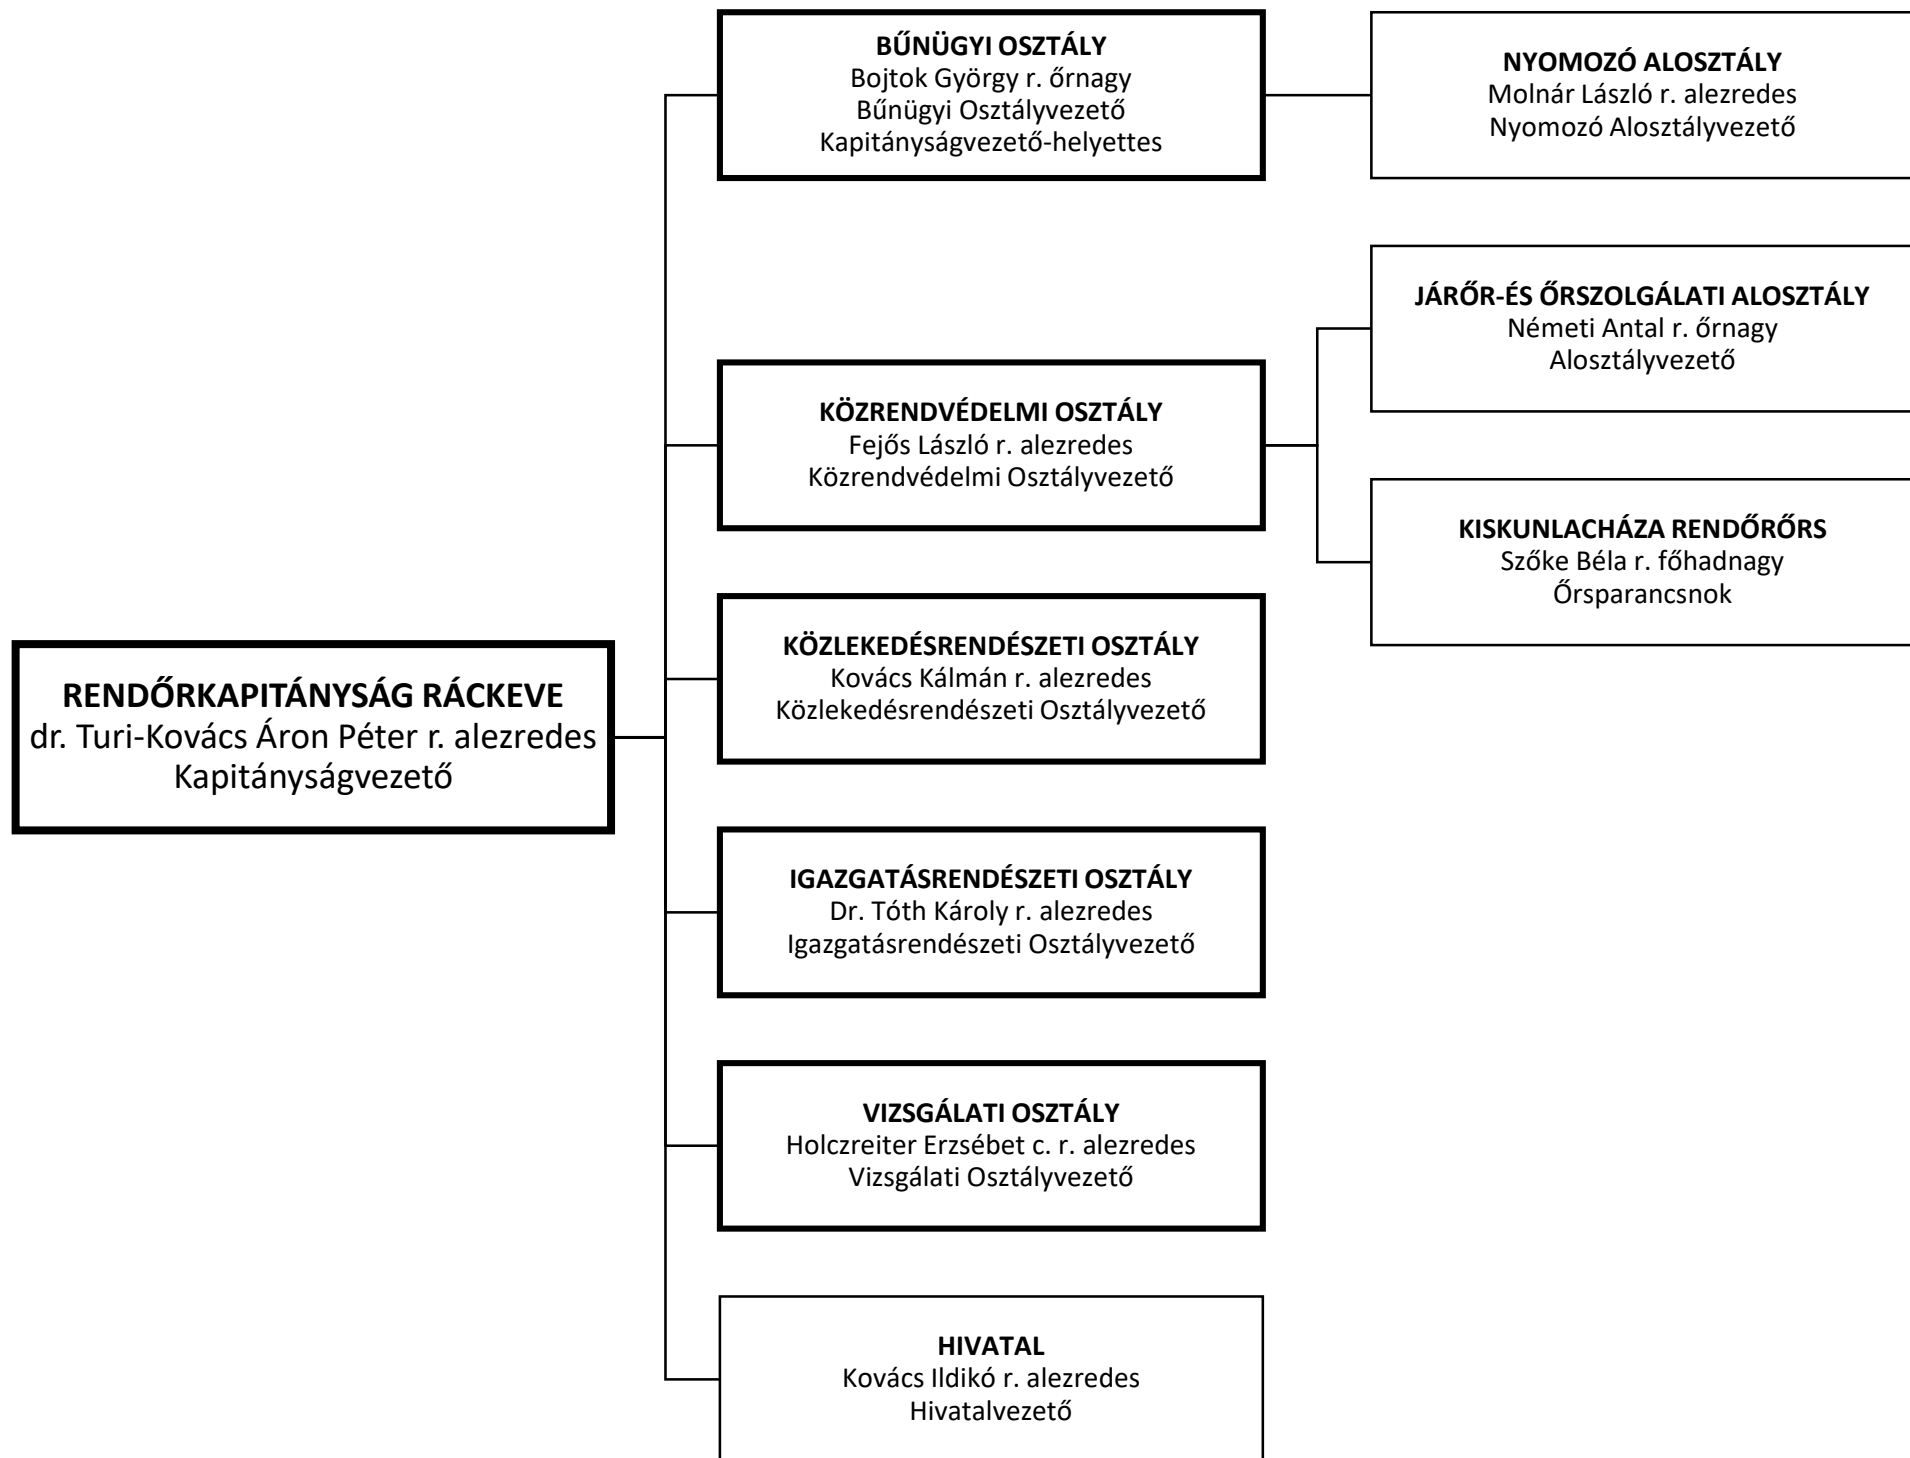 BŰNÜGYI OSZTÁLY
Bojtok György r. őrnagy
Bűnügyi Osztályvezető
Kapitányságvezető-helyettes
NYOMOZÓ ALOSZTÁLY
Molnár László r. alezredes
Nyomozó Alosztályvezető
JÁRŐR-ÉS ŐRSZOLGÁLATI ALOSZTÁLY
Németi Antal r. őrnagy
Alosztályvezető
KÖZRENDVÉDELMI OSZTÁLY
Fejős László r. alezredes
Közrendvédelmi Osztályvezető
KISKUNLACHÁZA RENDŐRŐRS
Szőke Béla r. főhadnagy
Őrsparancsnok
KÖZLEKEDÉSRENDÉSZETI OSZTÁLY
Kovács Kálmán r. alezredes
Közlekedésrendészeti Osztályvezető
RENDŐRKAPITÁNYSÁG RÁCKEVE
dr. Turi-Kovács Áron Péter r. alezredes
Kapitányságvezető
IGAZGATÁSRENDÉSZETI OSZTÁLY
Dr. Tóth Károly r. alezredes
Igazgatásrendészeti Osztályvezető
VIZSGÁLATI OSZTÁLY
Holczreiter Erzsébet c. r. alezredes
Vizsgálati Osztályvezető
HIVATAL
Kovács Ildikó r. alezredes
Hivatalvezető